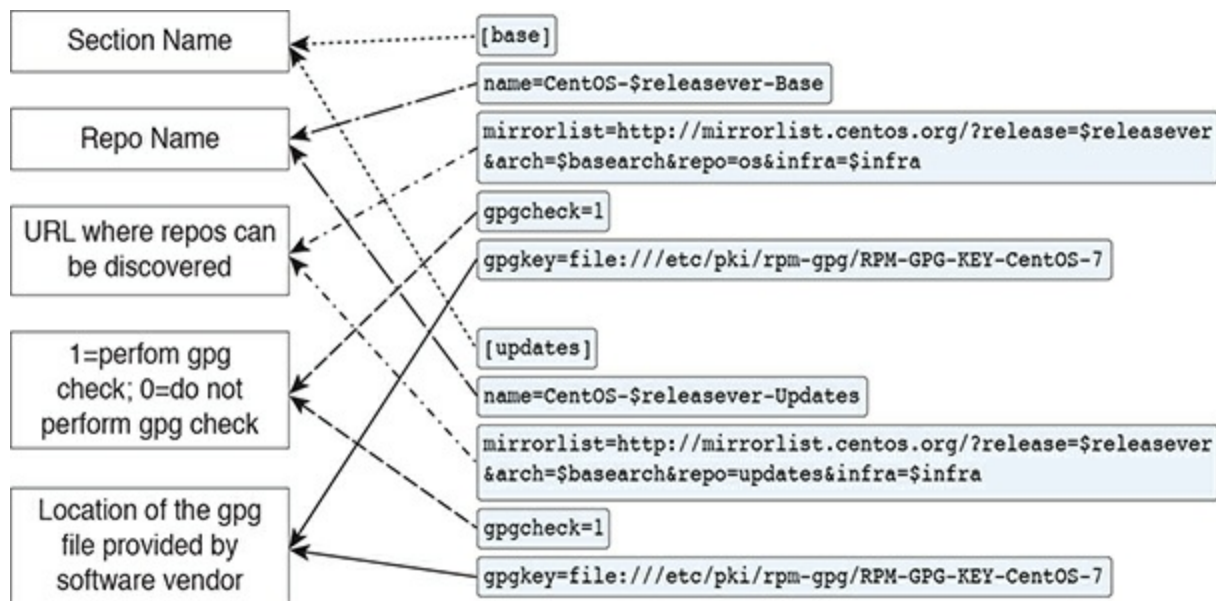 Section Name
Repo Name
URL where repos can
be discovered
1=perfom gpg
check; 0=do not
perform gpg check
Location of the gpg
file provided by
software vendor
[base]
name=CentOS-$releasever-Base
mirrorlist=http://mirrorlist.centos.org/?release=$releasever
&arch=$basearch&repo=os&infra=$infra
gpgcheck=1
gpgkey=file:///etc/pki/rpm-gpg/RPM-GPG-KEY-CentOS-7
[updates]
name=CentOS-$releasever-Updates
mirrorlist=http://mirrorlist.centos.org/?release=$releasever
&arch=$basearch&repo=updates&infra=$infra
gpgcheck=1
gpgkey=file:///etc/pki/rpm-gpg/RPM-GPG-KEY-CentOS-7